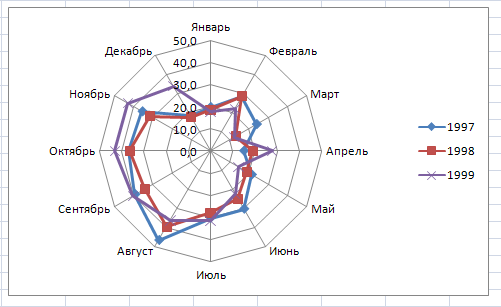 Январь
Февраль
Март
Апрель
Май
Июнь
Июль
Август
Сентябрь
Октябрь
Ноябрь
Декабрь
50,0
40,0
30,0
20,0
10,0
0,0
1997
1998
1999